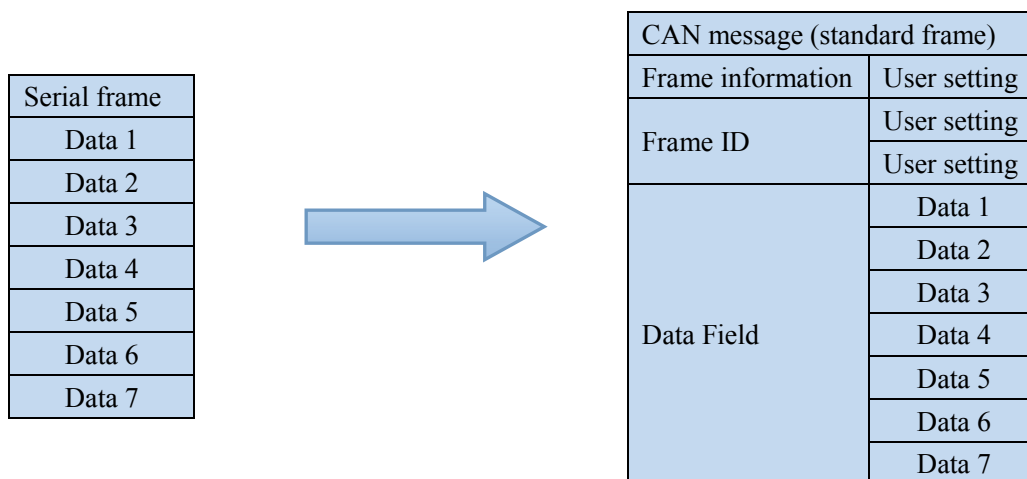 Serial frame
Data 1
Data 2
Data 3
Data 4
Data 5
Data 6
Data 7
CAN message (standard frame)
Frame information User setting
Frame ID
User setting
User setting
Data Field
Data 1
Data 2
Data 3
Data 4
Data 5
Data 6
Data 7